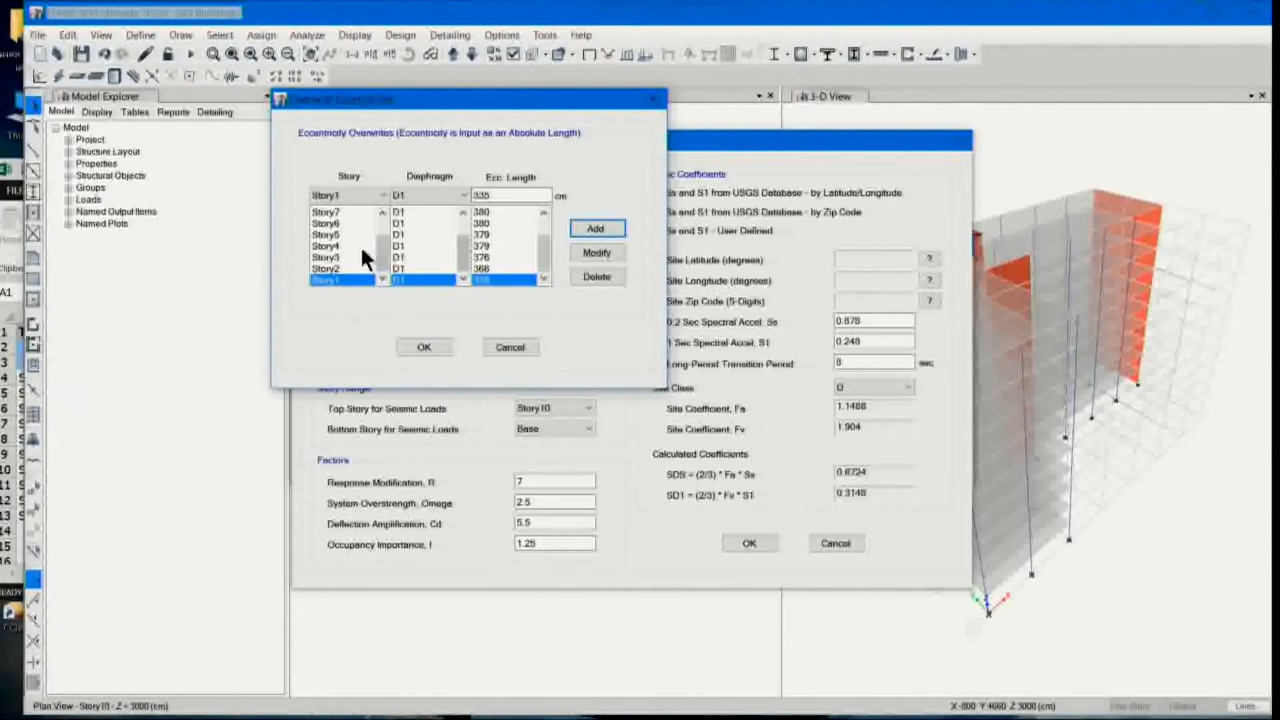 File Edit View Define Draw Select Assign Analyze Display Design Detailing Options Tools Help
Model Explorer
3-D View
Model Display Tables Reports Detailing
Model
Project
Structure Layout
Properties
Structural Objects
Groups
Loads
Named Output Items
Named Plots
Eccentricity Overwrites (Eccentricity is Input as an Absolute Length)
Story Diaphragm Ecc. Length
Story1 D1 335 cm
Story7 D1 380
Story6 D1 380
Story5 D1 379
Story4 D1 379
Story3 D1 376
Story2 D1 366
Story1 D1
Add
Modify
Delete
OK Cancel
Top Story for Seismic Loads Story10
Bottom Story for Seismic Loads Base
Factors
Response Modification, R 7
System Overstrength, Omega 2.5
Deflection Amplification, Cd 5.5
Occupancy Importance, I 1.25
Coefficients
and S1 from USGS Database - by Latitude/Longitude
and S1 from USGS Database - by Zip Code
and S1 - User Defined
Site Latitude (degrees) ?
Site Longitude (degrees) ?
Site Zip Code (5-Digits) ?
0.2 Sec Spectral Accel, Ss 0.878
1 Sec Spectral Accel, S1 0.248
Long-Period Transition Period 8 sec
Class D
Site Coefficient, Fa 1.1488
Site Coefficient, Fv 1.904
Calculated Coefficients
SDS = (2/3) * Fa * Ss 0.6724
SD1 = (2/3) * Fv * S1 0.3148
OK Cancel
Plan View - Story10 - Z = 3000 (cm)
X -800 Y 4660 Z 3000 (cm)
Units...